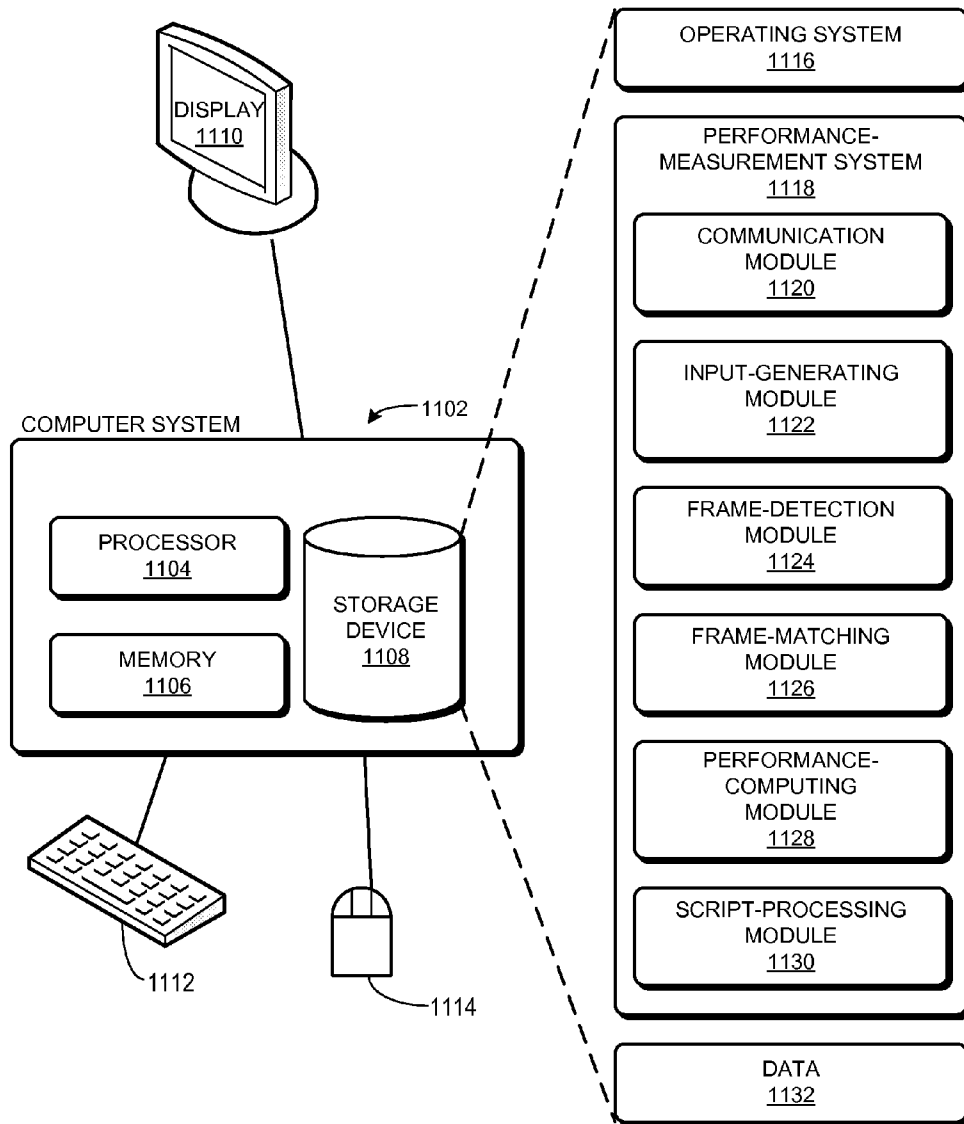 DISPLAY
1110
1102
COMPUTER SYSTEM
PROCESSOR
1104
MEMORY
1106
STORAGE
DEVICE
1108
1112
1114
OPERATING SYSTEM
1116
PERFORMANCE-
MEASUREMENT SYSTEM
1118
COMMUNICATION
MODULE
1120
INPUT-GENERATING
MODULE
1122
FRAME-DETECTION
MODULE
1124
FRAME-MATCHING
MODULE
1126
PERFORMANCE-
COMPUTING
MODULE
1128
SCRIPT-PROCESSING
MODULE
1130
DATA
1132